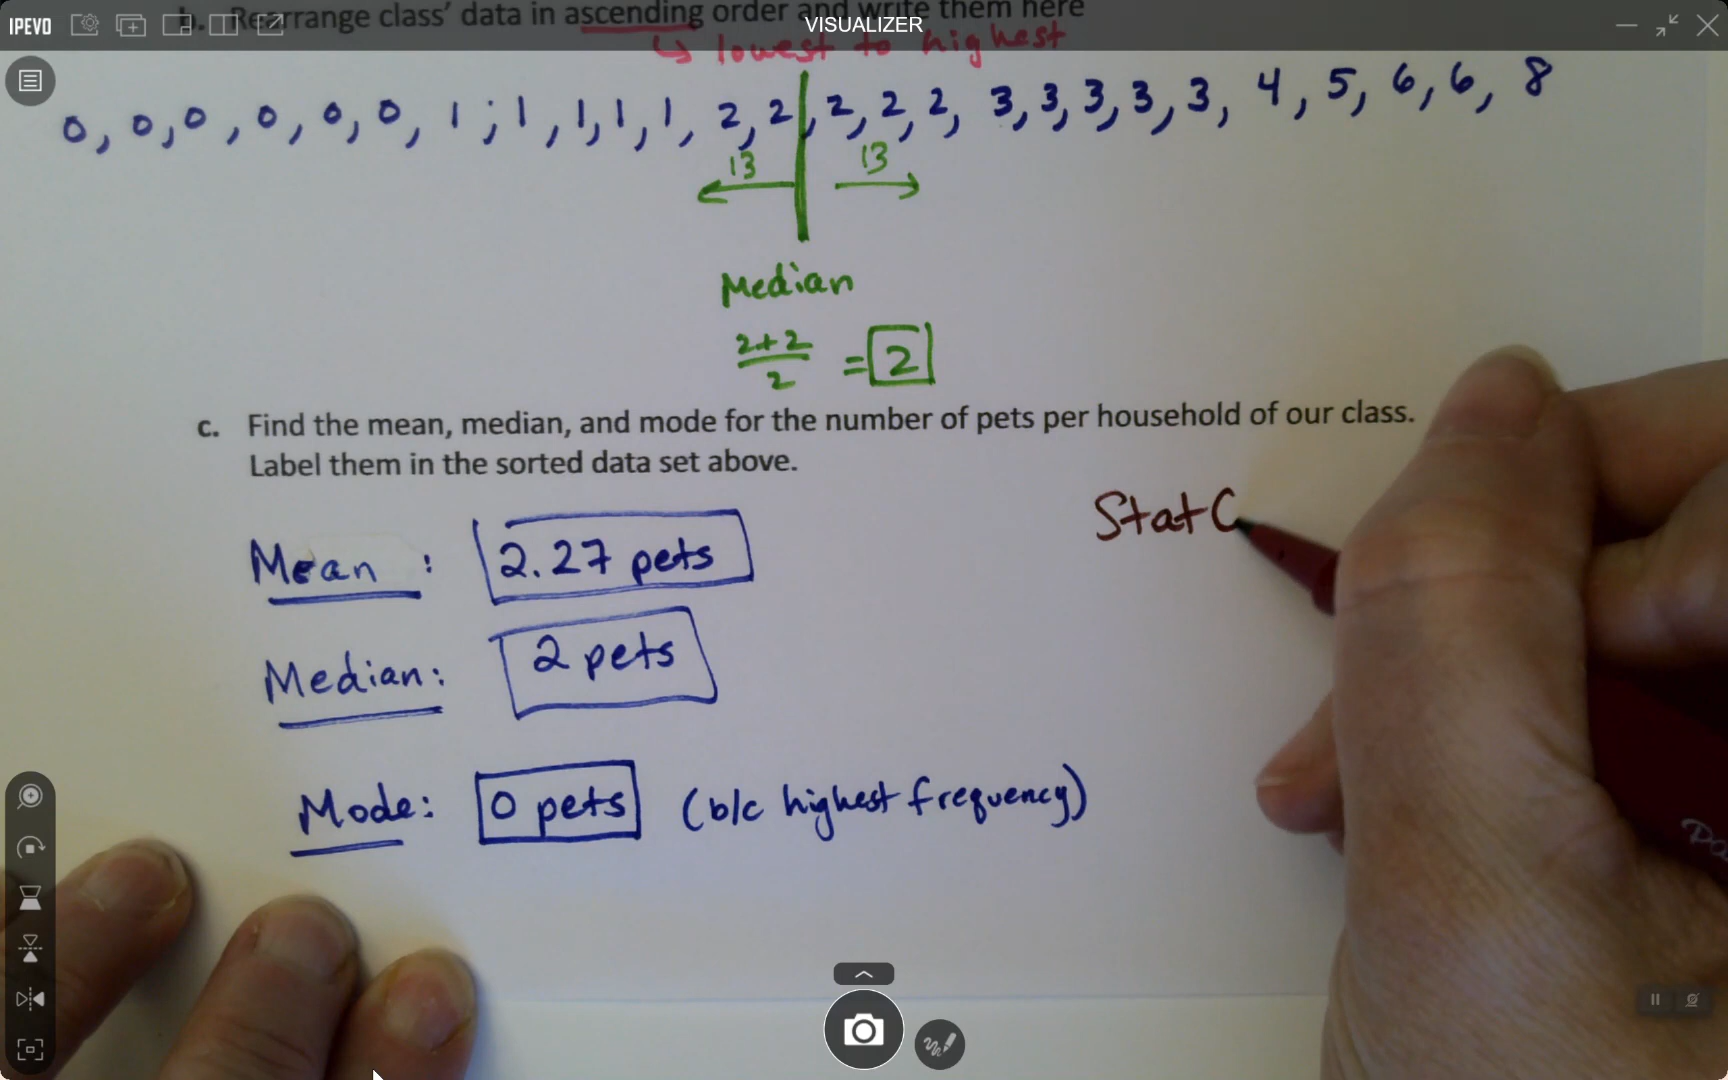 IPEVO
VISUALIZER
b. Rearrange class' data in ascending order and write them here
↳ lowest to highest
0, 0, 0, 0, 0, 0, 1, 1, 1, 1, 1, 2, 2, 2, 2, 2, 3, 3, 3, 3, 3, 4, 5, 6, 6, 8
13 13
Median
2+2
2
= 2
c. Find the mean, median, and mode for the number of pets per household of our class.
Label them in the sorted data set above.
StatC
Mean : 2.27 pets
Median: 2 pets
Mode: 0 pets (b/c highest frequency)